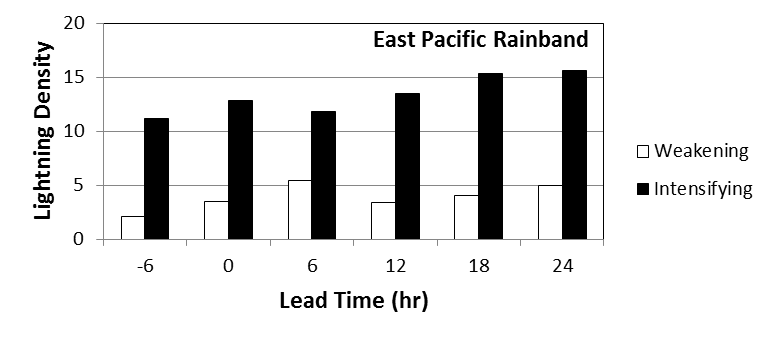 East Pacific Rainband
Lightning Density
20
15
10
5
0
-6 0 6 12 18 24
Lead Time (hr)
Weakening
Intensifying